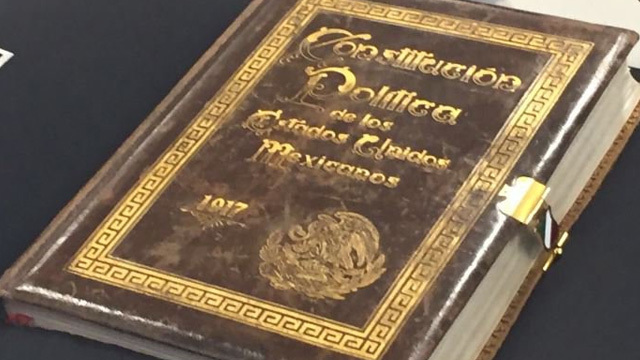 Constitución
Política
de los
Estados Unidos
Mexicanos
1917